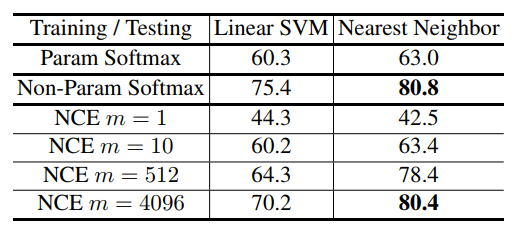 Training / Testing Linear SVM Nearest Neighbor
Param Softmax 60.3 63.0
Non-Param Softmax 75.4 80.8
NCE m = 1 44.3 42.5
NCE m = 10 60.2 63.4
NCE m = 512 64.3 78.4
NCE m = 4096 70.2 80.4